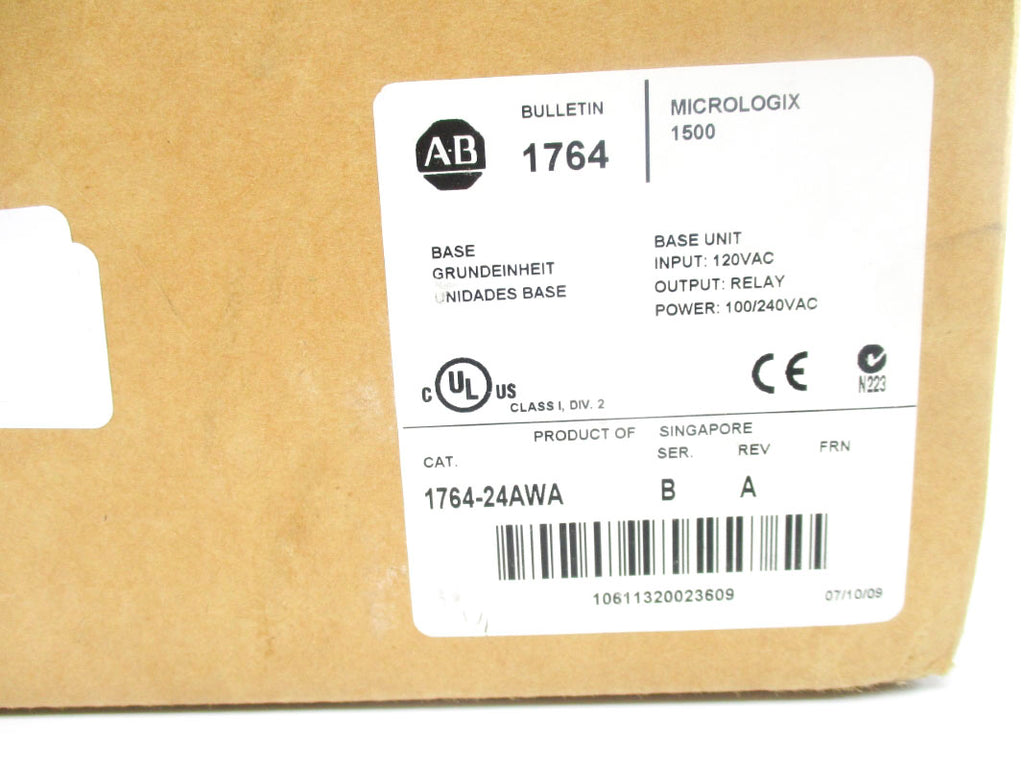 A·B
BULLETIN
1764
MICROLOGIX
1500
BASE
GRUNDEINHEIT
UNIDADES BASE
BASE UNIT
INPUT: 120VAC
OUTPUT: RELAY
POWER: 100/240VAC
C UL US
CLASS I, DIV. 2
CE
N223
PRODUCT OF SINGAPORE
CAT. SER. REV FRN
1764-24AWA B A
10611320023609
07/10/09